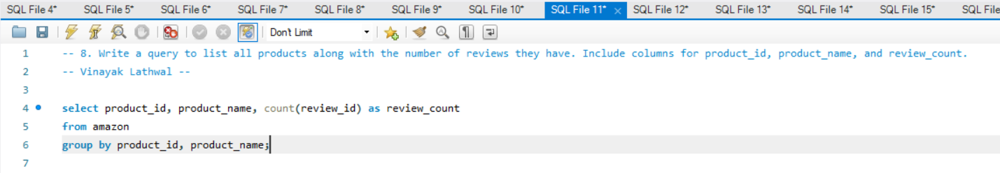 SQL File 4* SQL File 5* SQL File 6* SQL File 7* SQL File 8* SQL File 9* SQL File 10* SQL File 11* SQL File 12* SQL File 13* SQL File 14* SQL File 15* SQL File
Don't Limit
1 -- 8. Write a query to list all products along with the number of reviews they have. Include columns for product_id, product_name, and review_count.
2 -- Vinayak Lathwal --
3
4 select product_id, product_name, count(review_id) as review_count
5 from amazon
6 group by product_id, product_name;
7